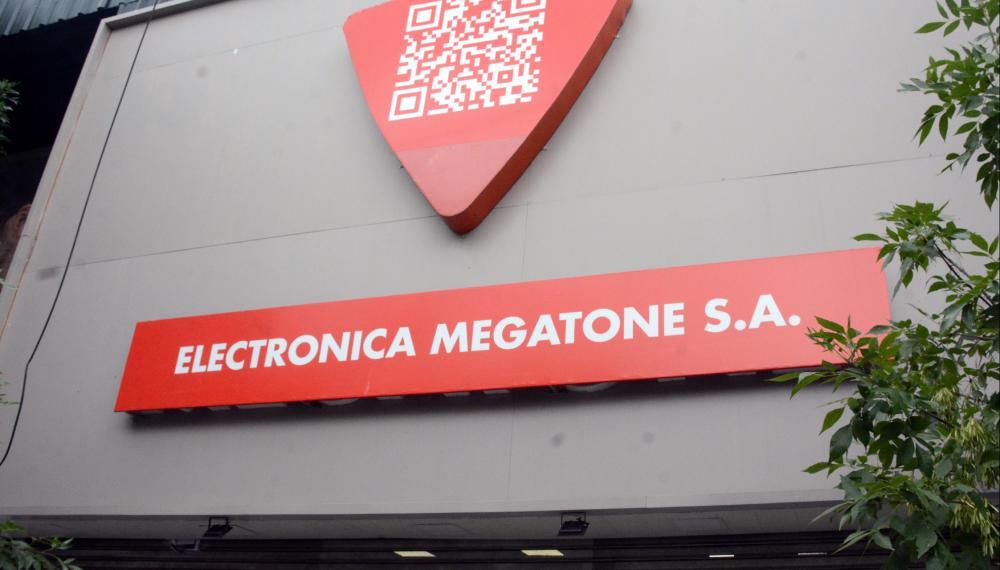 ELECTRONICA MEGATONE S.A.